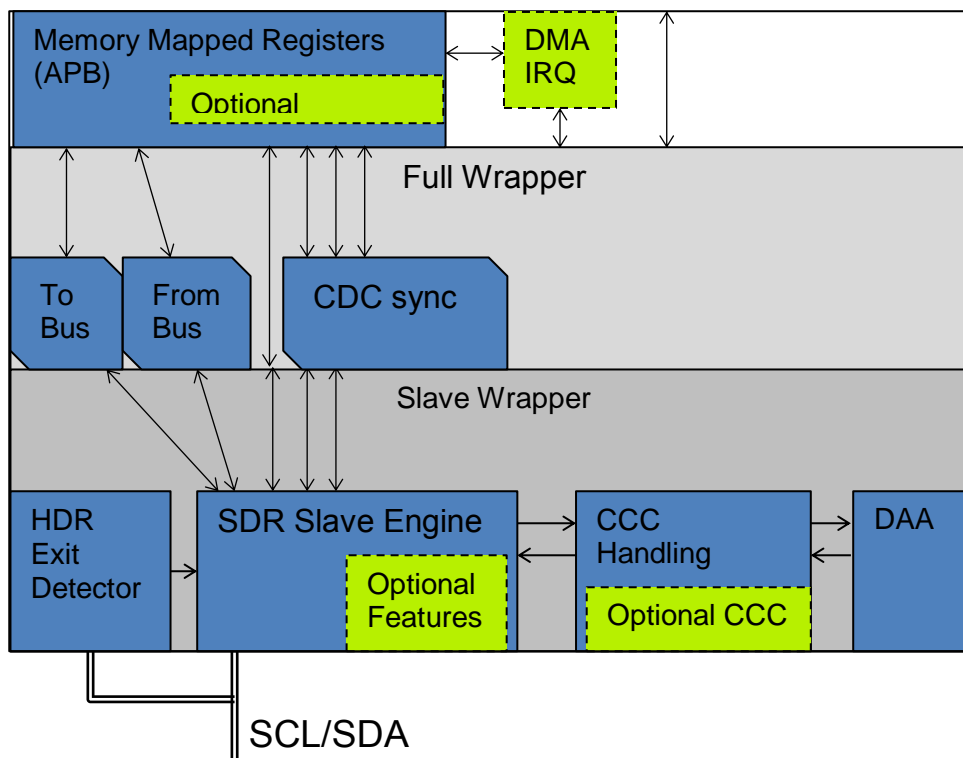 Memory Mapped Registers
(APB)
Optional
DMA
IRQ
Full Wrapper
To
Bus
From
Bus
CDC sync
Slave Wrapper
HDR
Exit
Detector
SDR Slave Engine
Optional
Features
CCC
Handling
Optional CCC
DAA
SCL/SDA